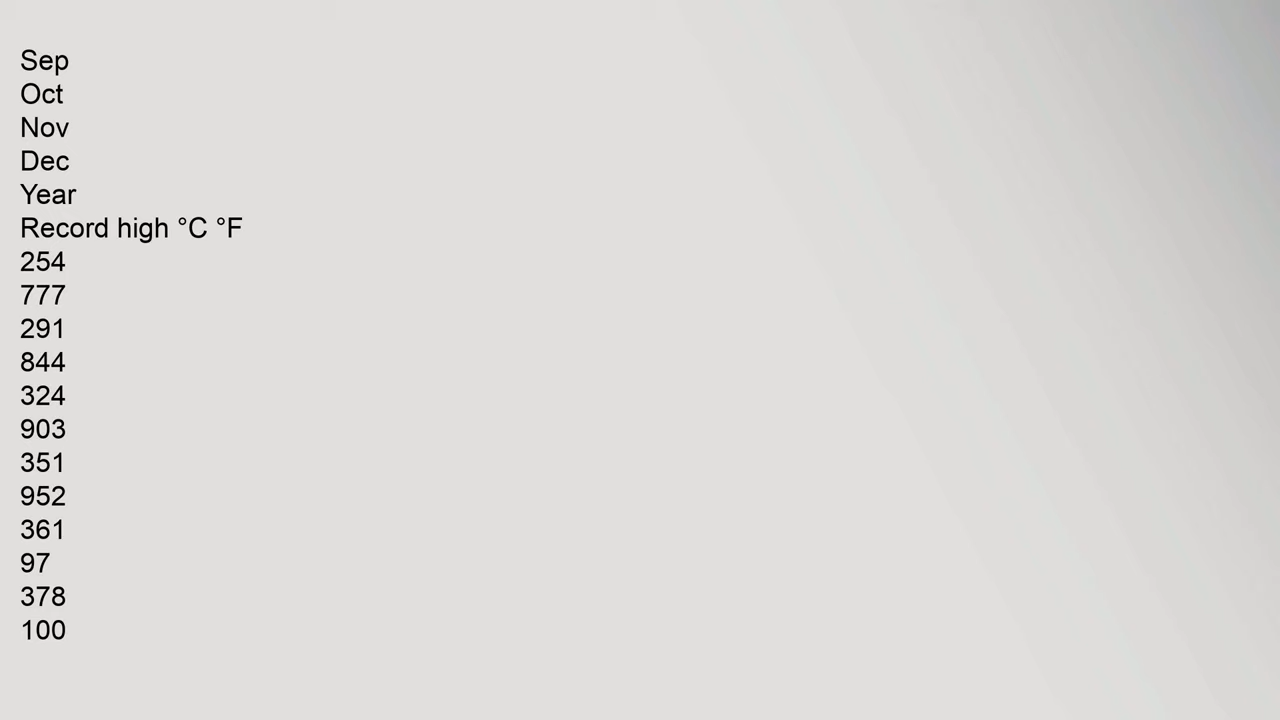 Sep
Oct
Nov
Dec
Year
Record high °C °F
254
777
291
844
324
903
351
952
361
97
378
100